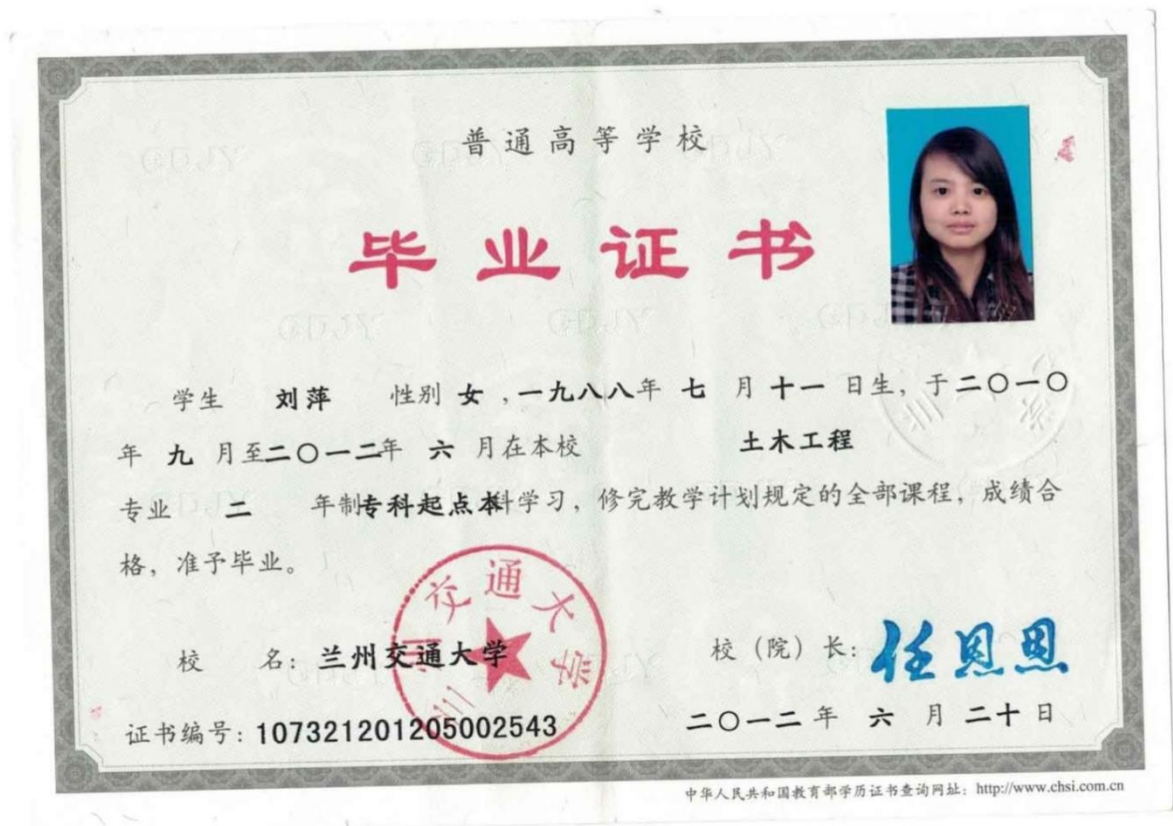 普通高等学校
毕业证书
学生 刘萍 性别 女 ,一九八八年 七 月 十一 日生，于二〇一〇
年 九 月至二〇一二年 六 月在本校 土木工程
专业 二 年制专科起点本科学习，修完教学计划规定的全部课程，成绩合
格，准予毕业。
兰州交通大学
校 名：兰州交通大学 校（院）长：任恩恩
证书编号：107321201205002543 二〇一二 年 六 月 二十 日
中华人民共和国教育部学历证书查询网址：http://www.chsi.com.cn